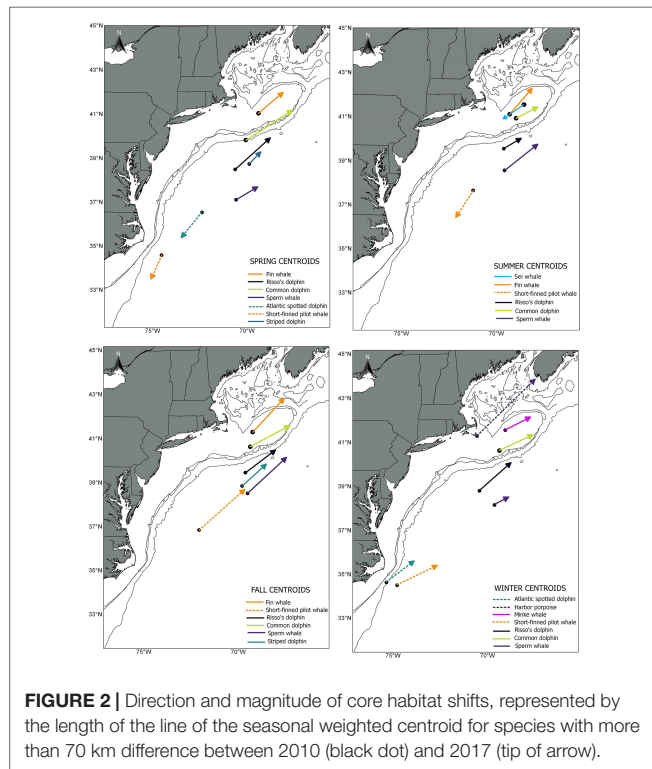 45°N
43°N
41°N
39°N
37°N
35°N
33°N
75°W
70°W
N
SPRING CENTROIDS
Fin whale
Risso's dolphin
Common dolphin
Sperm whale
Atlantic spotted dolphin
Short-finned pilot whale
Striped dolphin
45°N
43°N
41°N
39°N
37°N
35°N
33°N
75°W
70°W
N
SUMMER CENTROIDS
Sei whale
Fin whale
Short-finned pilot whale
Risso's dolphin
Common dolphin
Sperm whale
45°N
43°N
41°N
39°N
37°N
35°N
33°N
75°W
70°W
N
FALL CENTROIDS
Fin whale
Short-finned pilot whale
Risso's dolphin
Common dolphin
Sperm whale
Striped dolphin
45°N
43°N
41°N
39°N
37°N
35°N
33°N
75°W
70°W
N
WINTER CENTROIDS
Atlantic spotted dolphin
Harbor porpoise
Minke whale
Short-finned pilot whale
Risso's dolphin
Common dolphin
Sperm whale
FIGURE 2 | Direction and magnitude of core habitat shifts, represented by
the length of the line of the seasonal weighted centroid for species with more
than 70 km difference between 2010 (black dot) and 2017 (tip of arrow).